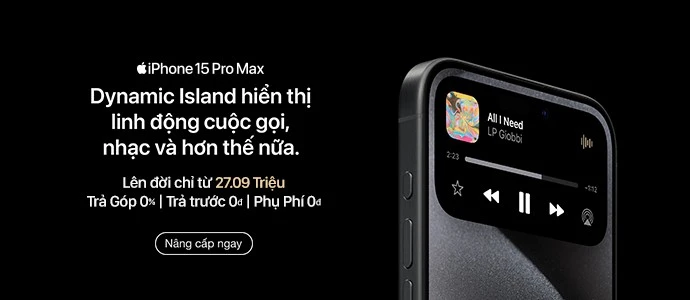 iPhone 15 Pro Max
Dynamic Island hiển thị
linh động cuộc gọi,
nhạc và hơn thế nữa.
Lên đời chỉ từ 27.09 Triệu
Trả Góp 0% | Trả trước 0đ | Phụ Phí 0đ
Nâng cấp ngay
All I Need
LP Giobbi
2:23
-0:12